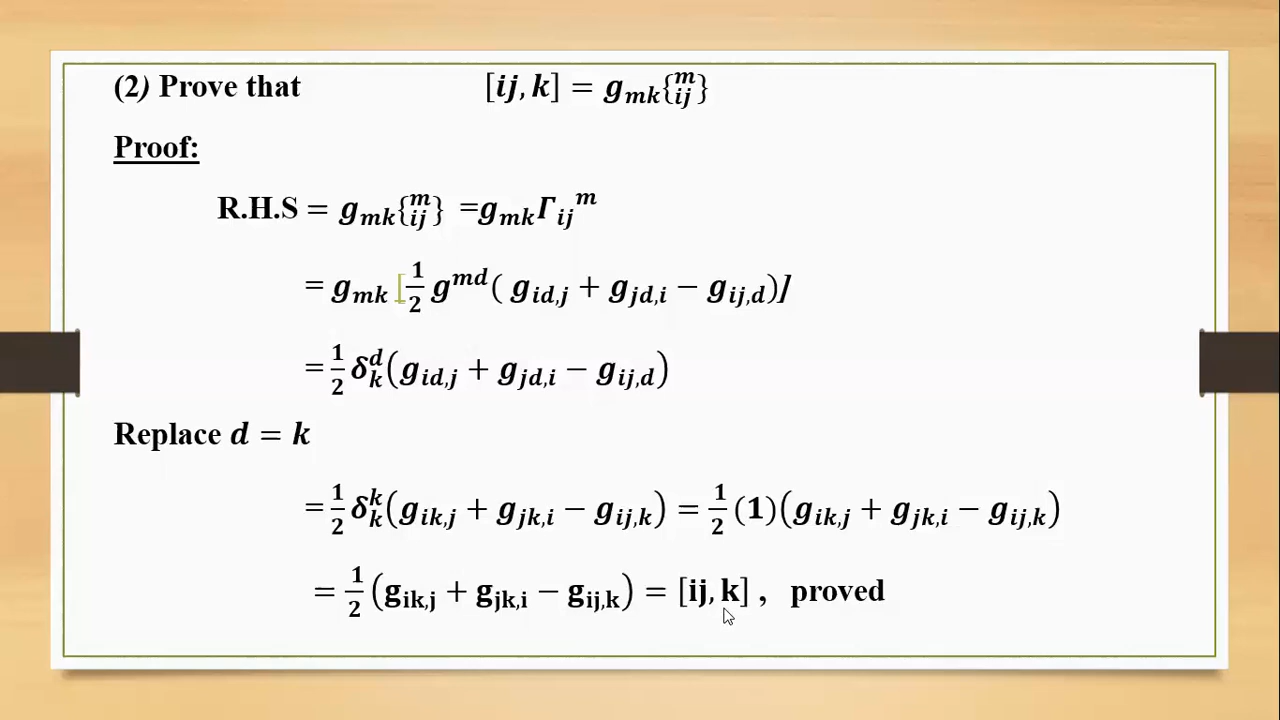 (2) Prove that [ij, k] = g_{mk}{^m_{ij}}
Proof:
R.H.S = g_{mk}{^m_{ij}} =g_{mk}Γ_{ij}^m
= g_{mk} [1/2 g^{md}( g_{id,j} + g_{jd,i} − g_{ij,d})]
=1/2 δ^d_k(g_{id,j} + g_{jd,i} − g_{ij,d})
Replace d = k
=1/2 δ^k_k(g_{ik,j} + g_{jk,i} − g_{ij,k}) = 1/2 (1)(g_{ik,j} + g_{jk,i} − g_{ij,k})
= 1/2 (g_{ik,j} + g_{jk,i} − g_{ij,k}) = [ij, k] , proved